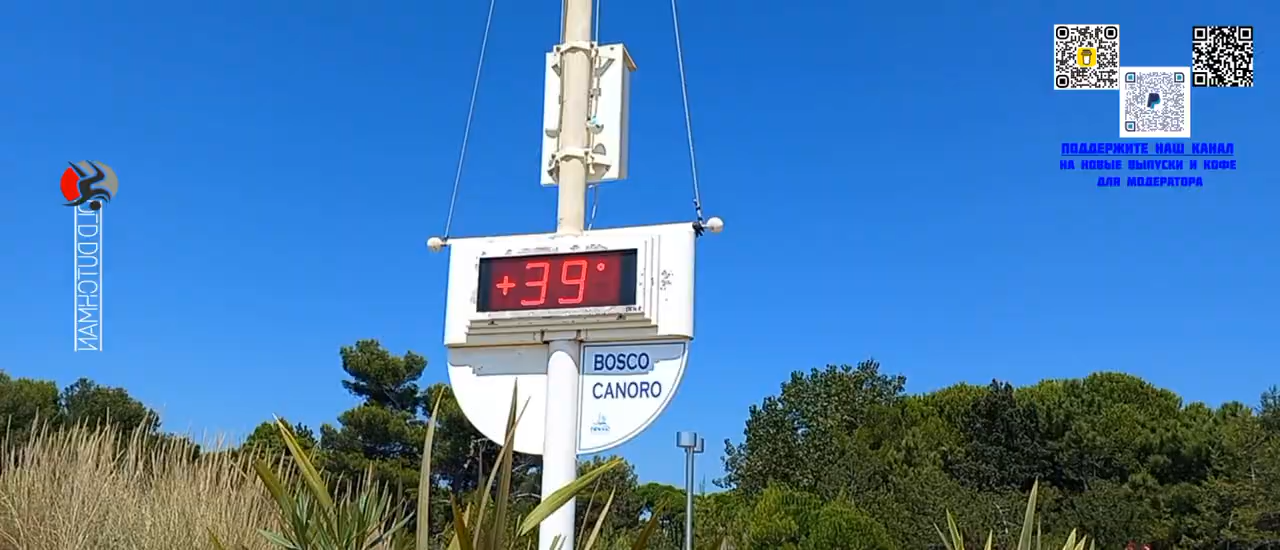 ПОДДЕРЖИТЕ НАШ КАНАЛ
НА НОВЫЕ ВЫПУСКИ И КОФЕ
ДЛЯ МОДЕРАТОРА
OLD DUTCHMAN
+39°
BOSCO
CANORO